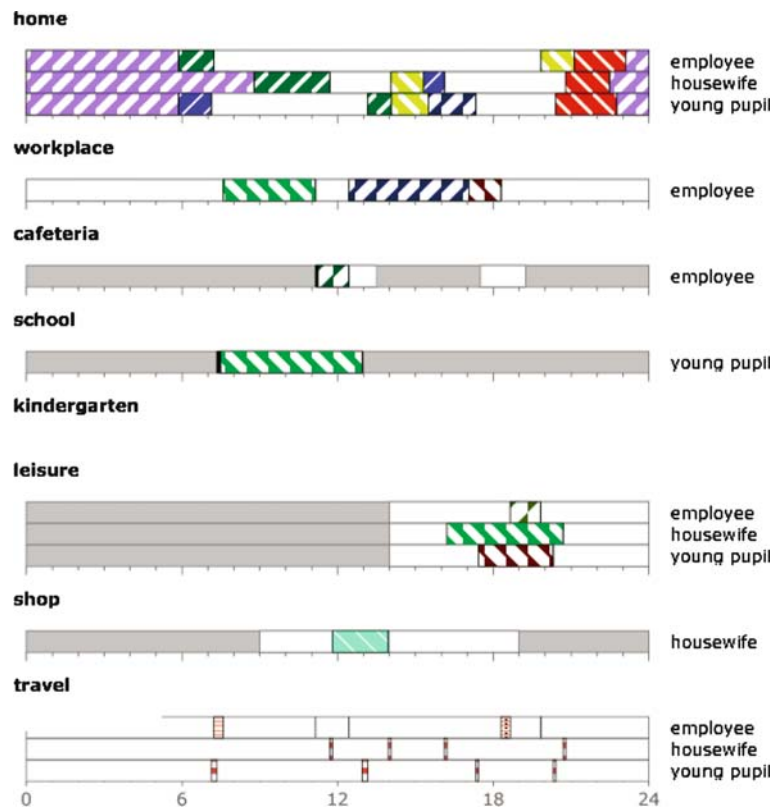 home
employee
housewife
young pupil
workplace
employee
cafeteria
employee
school
young pupil
kindergarten
leisure
employee
housewife
young pupil
shop
housewife
travel
employee
housewife
young pupil
0 6 12 18 24